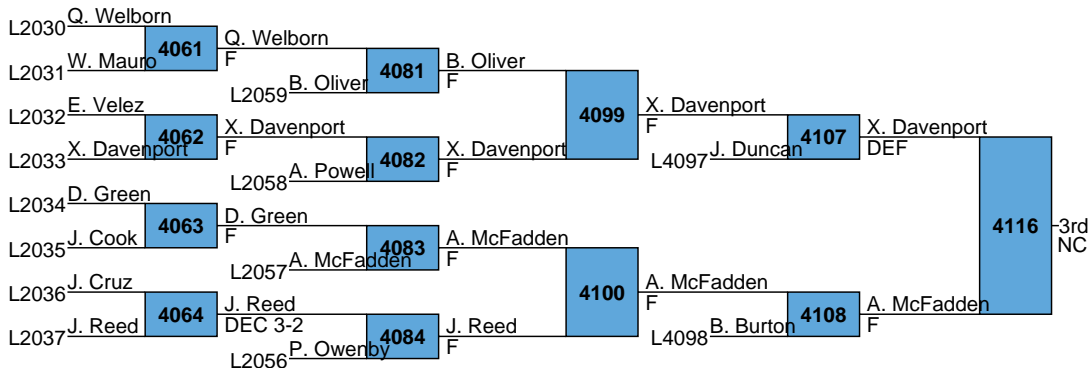 L2030 Q. Welborn
4061
L2031 W. Mauro
Q. Welborn
F
4081
L2059 B. Oliver
B. Oliver
F
L2032 E. Velez
4062
L2033 X. Davenport
X. Davenport
F
4082
L2058 A. Powell
X. Davenport
F
4099
X. Davenport
F
4107
L4097 J. Duncan
X. Davenport
DEF
L2034 D. Green
4063
L2035 J. Cook
D. Green
F
4083
L2057 A. McFadden
A. McFadden
F
L2036 J. Cruz
4064
L2037 J. Reed
J. Reed
DEC 3-2
4084
L2056 P. Owenby
J. Reed
F
4100
A. McFadden
F
4108
L4098 B. Burton
A. McFadden
F
4116
3rd
NC